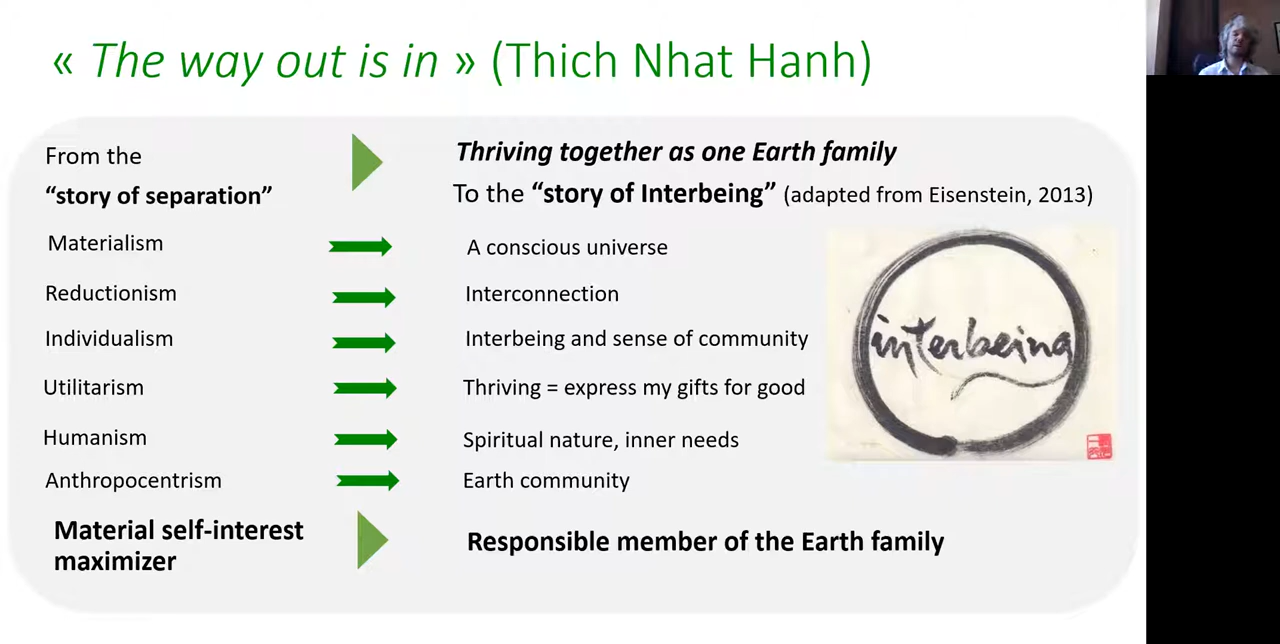 « The way out is in » (Thich Nhat Hanh)
From the
“story of separation”
Thriving together as one Earth family
To the “story of Interbeing” (adapted from Eisenstein, 2013)
Materialism
A conscious universe
Reductionism
Interconnection
Individualism
Interbeing and sense of community
Utilitarism
Thriving = express my gifts for good
Humanism
Spiritual nature, inner needs
Anthropocentrism
Earth community
interbeing
Material self-interest
maximizer
Responsible member of the Earth family